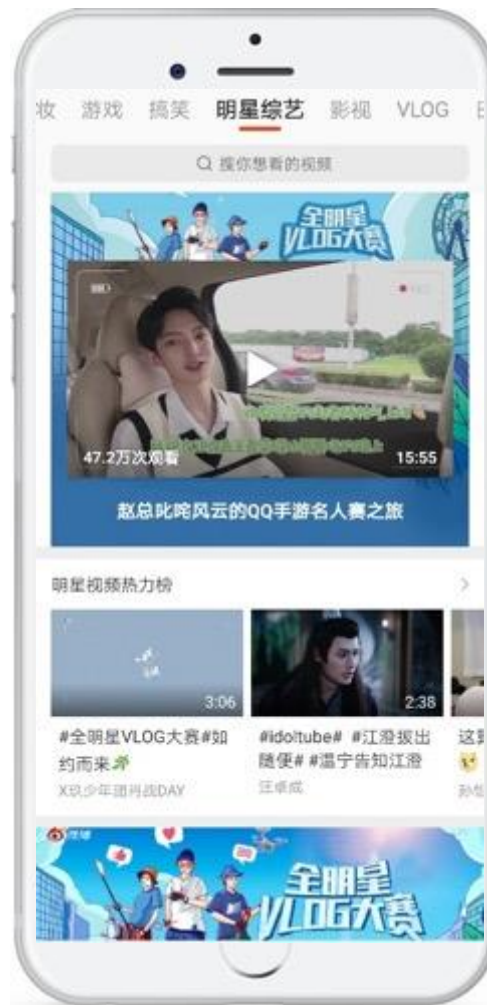 妆 游戏 搞笑 明星综艺 影视 VLOG
搜你想看的视频
全明星
VLOG大赛
47.2万次观看 15:55
赵总叱咤风云的QQ手游名人赛之旅
明星视频热力榜
3:06
2:38
#全明星VLOG大赛#如
约而来
X玖少年团肖战DAY
#idoltube# #江澄拔出
随便# #温宁告知江澄
汪卓成
这
全明星
VLOG大赛